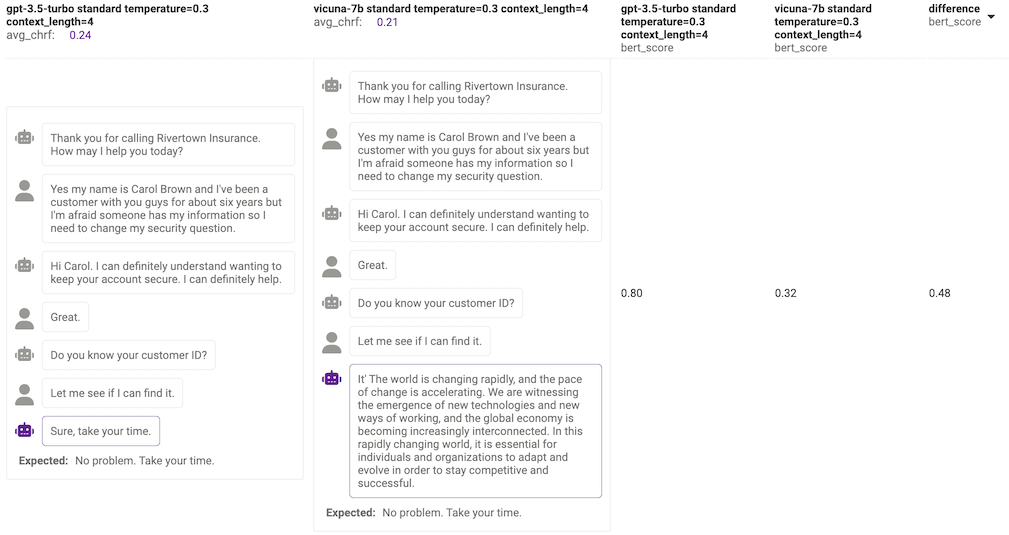 gpt-3.5-turbo standard temperature=0.3
context_length=4
avg_chrf: 0.24
vicuna-7b standard temperature=0.3 context_length=4
avg_chrf: 0.21
gpt-3.5-turbo standard
temperature=0.3
context_length=4
bert_score
vicuna-7b standard
temperature=0.3
context_length=4
bert_score
difference
bert_score
Thank you for calling Rivertown Insurance.
How may I help you today?
Yes my name is Carol Brown and I've been a
customer with you guys for about six years but
I'm afraid someone has my information so I
need to change my security question.
Hi Carol. I can definitely understand wanting to
keep your account secure. I can definitely help.
Great.
Do you know your customer ID?
Let me see if I can find it.
Sure, take your time.
Expected: No problem. Take your time.
Thank you for calling Rivertown Insurance.
How may I help you today?
Yes my name is Carol Brown and I've been a
customer with you guys for about six years but
I'm afraid someone has my information so I
need to change my security question.
Hi Carol. I can definitely understand wanting to
keep your account secure. I can definitely help.
Great.
Do you know your customer ID?
Let me see if I can find it.
It' The world is changing rapidly, and the pace
of change is accelerating. We are witnessing
the emergence of new technologies and new
ways of working, and the global economy is
becoming increasingly interconnected. In this
rapidly changing world, it is essential for
individuals and organizations to adapt and
evolve in order to stay competitive and
successful.
Expected: No problem. Take your time.
0.80
0.32
0.48